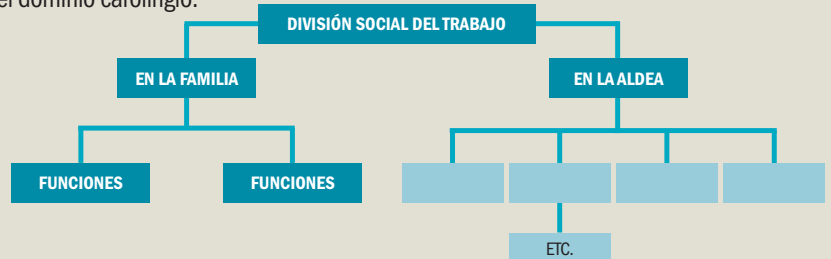 el dominio carolingio.
DIVISIÓN SOCIAL DEL TRABAJO
EN LA FAMILIA
EN LA ALDEA
FUNCIONES
FUNCIONES
ETC.